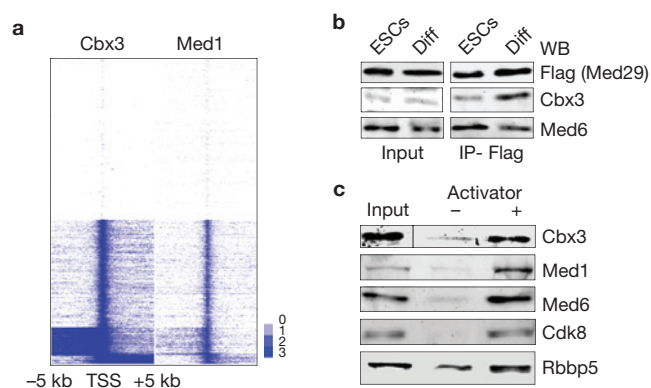 a
Cbx3 Med1
0
1
2
3
–5 kb TSS +5 kb
b
ESCs Diff ESCs Diff WB
Flag (Med29)
Cbx3
Med6
Input IP- Flag
c
Activator
Input – +
Cbx3
Med1
Med6
Cdk8
Rbbp5